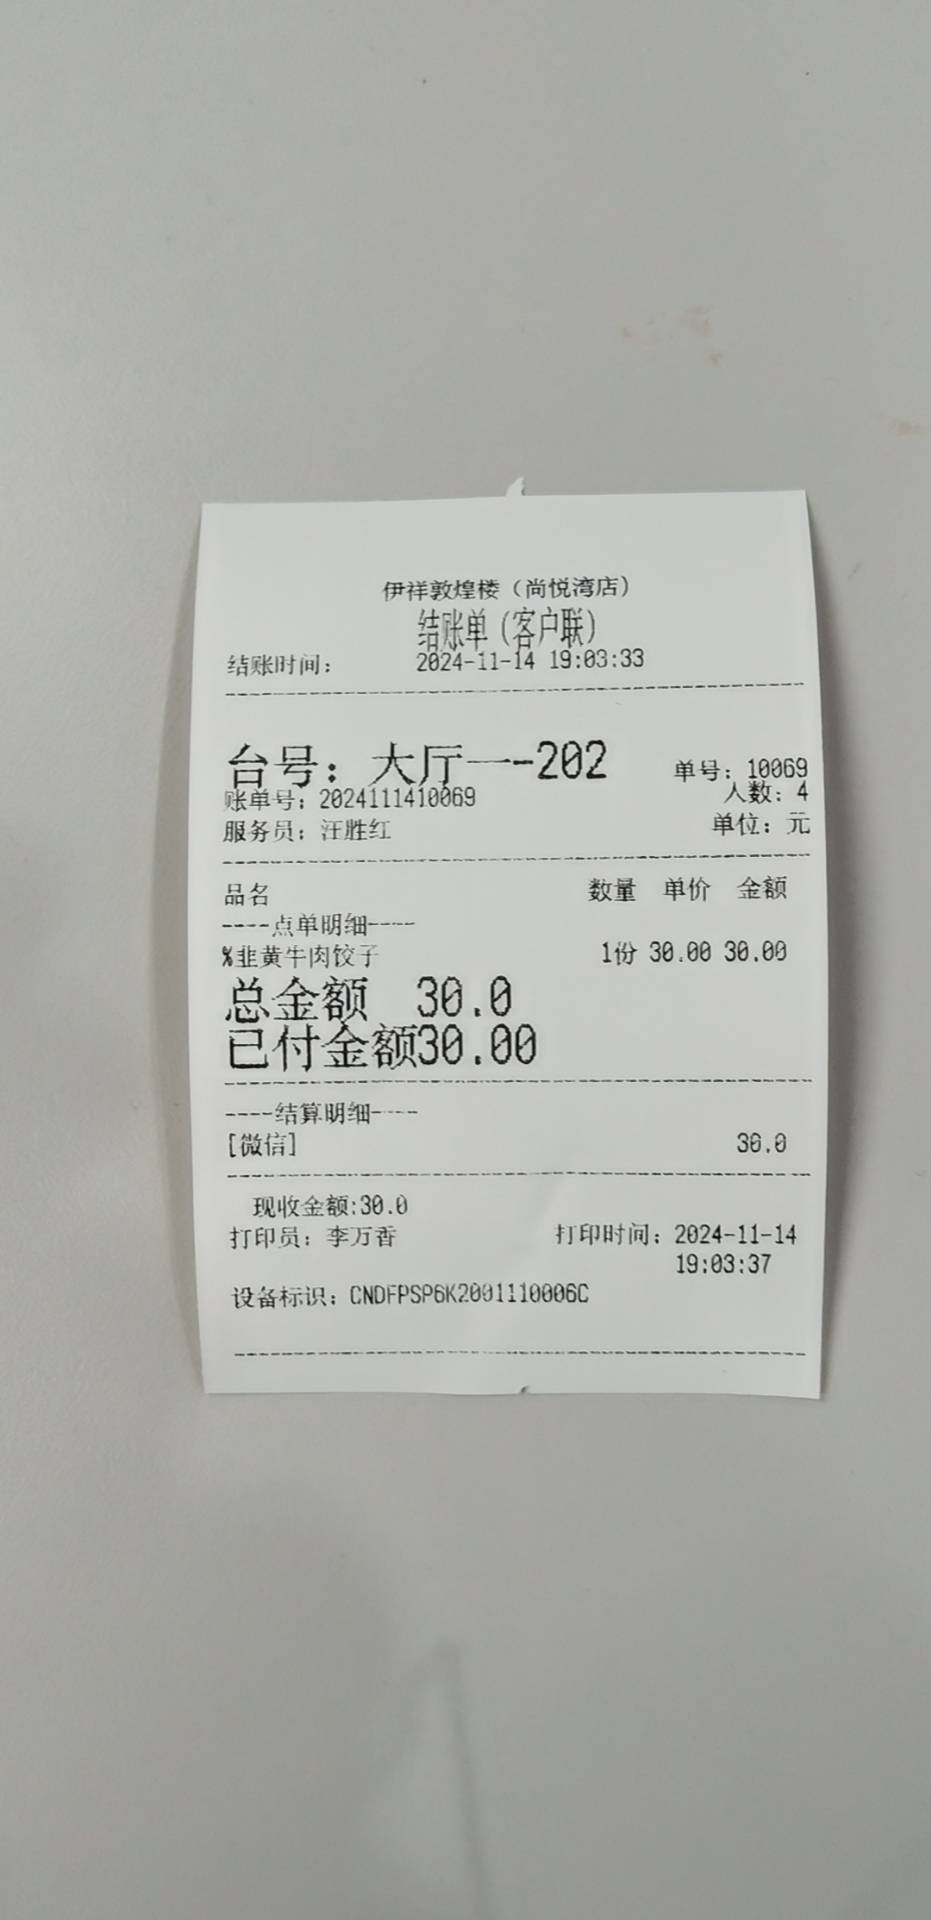 伊祥敦煌楼（尚悦湾店）
结账单（客户联）
结账时间： 2024-11-14 19:03:33
台号：大厅一-202 单号：10069
账单号：2024111410069 人数：4
服务员：汪胜红 单位：元
品名 数量 单价 金额
----点单明细----
%韭黄牛肉饺子 1份 30.00 30.00
总金额 30.0
已付金额30.00
----结算明细----
[微信] 30.0
现收金额:30.0
打印员：李万香 打印时间：2024-11-14
19:03:37
设备标识：CNDFPSP6K2001110006C